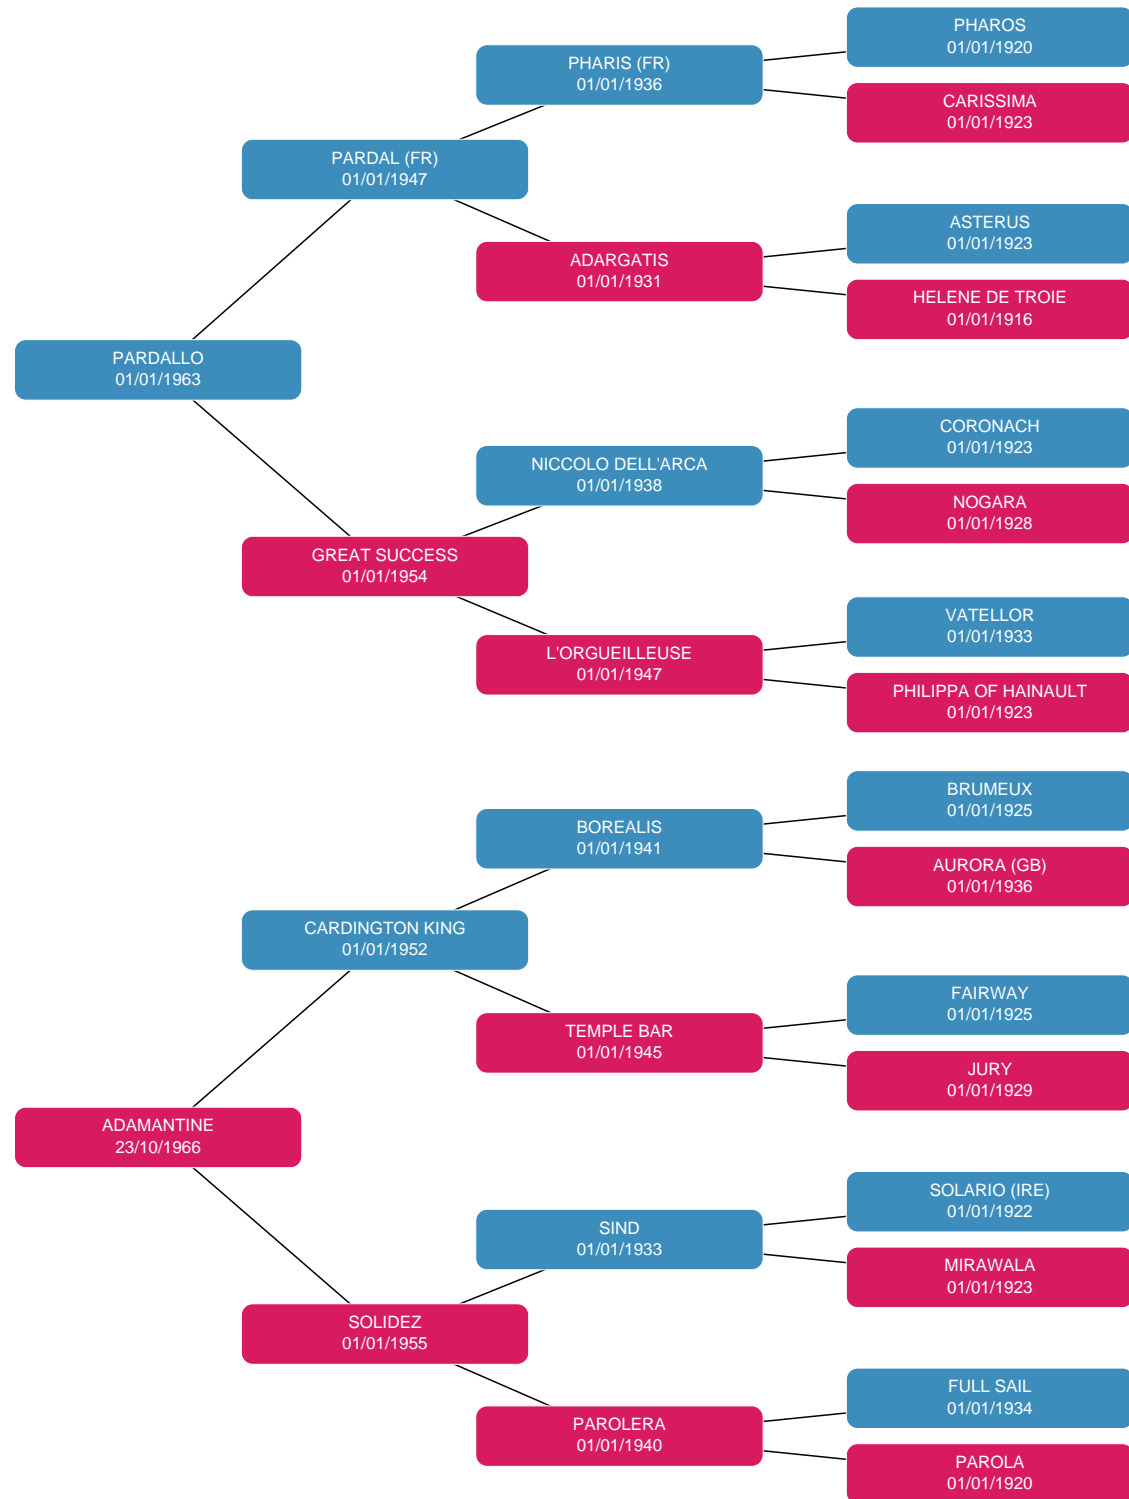 PHAROS
01/01/1920
PHARIS (FR)
01/01/1936
CARISSIMA
01/01/1923
PARDAL (FR)
01/01/1947
ASTERUS
01/01/1923
ADARGATIS
01/01/1931
HELENE DE TROIE
01/01/1916
PARDALLO
01/01/1963
CORONACH
01/01/1923
NICCOLO DELL'ARCA
01/01/1938
NOGARA
01/01/1928
GREAT SUCCESS
01/01/1954
VATELLOR
01/01/1933
L'ORGUEILLEUSE
01/01/1947
PHILIPPA OF HAINAULT
01/01/1923
BRUMEUX
01/01/1925
BOREALIS
01/01/1941
AURORA (GB)
01/01/1936
CARDINGTON KING
01/01/1952
FAIRWAY
01/01/1925
TEMPLE BAR
01/01/1945
JURY
01/01/1929
ADAMANTINE
23/10/1966
SOLARIO (IRE)
01/01/1922
SIND
01/01/1933
MIRAWALA
01/01/1923
SOLIDEZ
01/01/1955
FULL SAIL
01/01/1934
PAROLERA
01/01/1940
PAROLA
01/01/1920